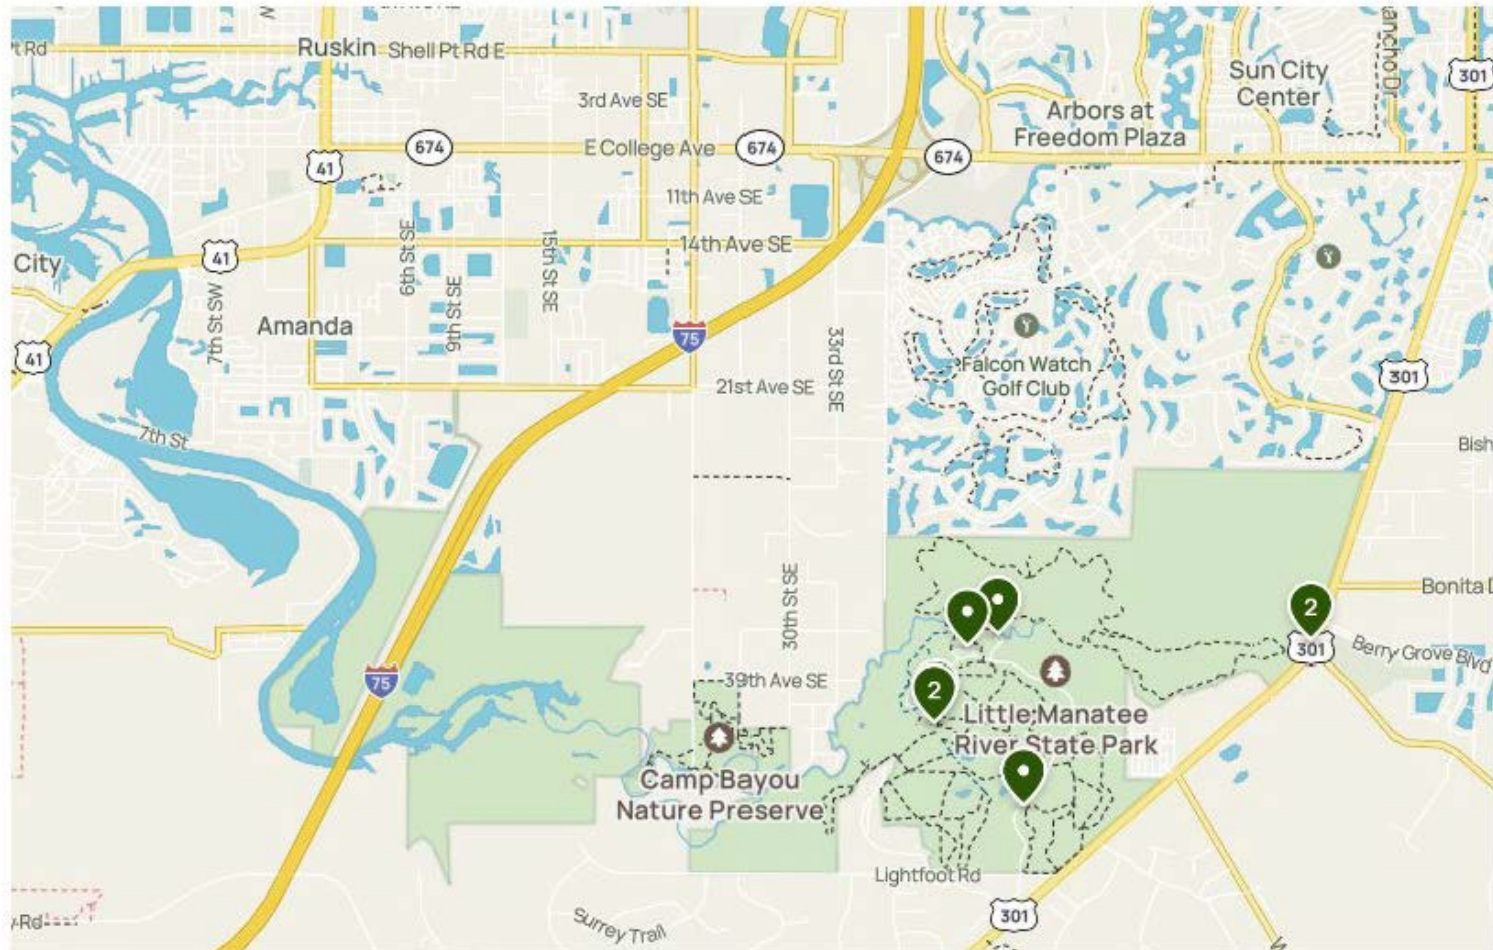 Ruskin
Shell Pt Rd E
301
Sun City
Center
3rd Ave SE
Arbors at
Freedom Plaza
674
E College Ave
674
674
41
11th Ave SE
14th Ave SE
41
City
6th St SE
15th St SE
9th St SE
7th St SW
Amanda
75
33rd St SE
41
Falcon Watch
Golf Club
301
21st Ave SE
7th St
30th St SE
2
Bonita
301
Berry Grove Blvd
75
39th Ave SE
2
Little Manatee
River State Park
Camp Bayou
Nature Preserve
Lightfoot Rd
301
Surrey Trail
Rd